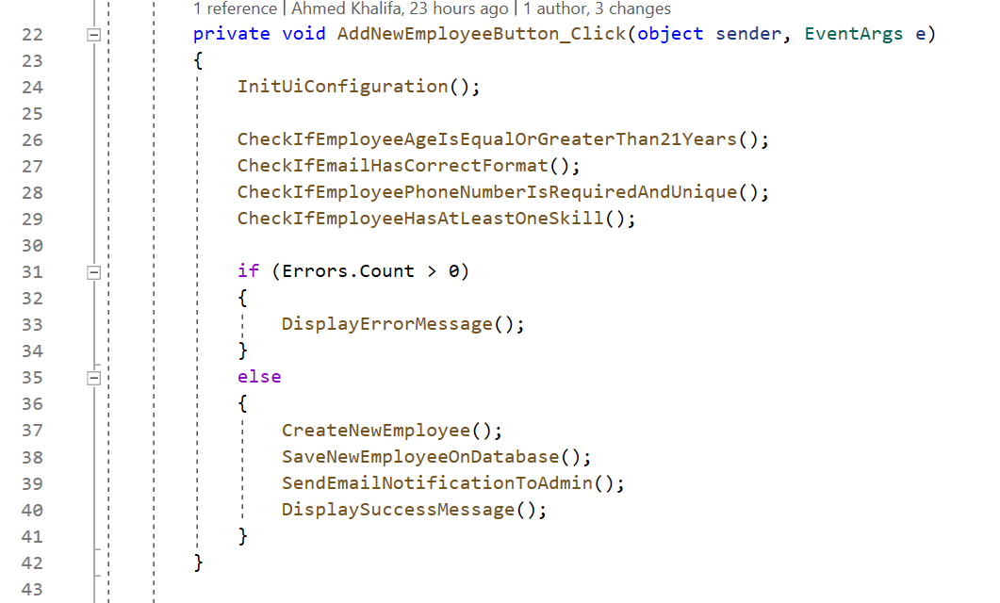 1 reference | Ahmed Khalifa, 23 hours ago | 1 author, 3 changes
22 private void AddNewEmployeeButton_Click(object sender, EventArgs e)
23 {
24 InitUiConfiguration();
25
26 CheckIfEmployeeAgeIsEqualOrGreaterThan21Years();
27 CheckIfEmailHasCorrectFormat();
28 CheckIfEmployeePhoneNumberIsRequiredAndUnique();
29 CheckIfEmployeeHasAtLeastOneSkill();
30
31 if (Errors.Count > 0)
32 {
33 DisplayErrorMessage();
34 }
35 else
36 {
37 CreateNewEmployee();
38 SaveNewEmployeeOnDatabase();
39 SendEmailNotificationToAdmin();
40 DisplaySuccessMessage();
41 }
42 }
43